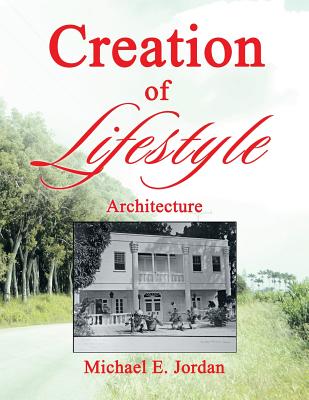 Creation
of
Lifestyle
Architecture
Michael E. Jordan